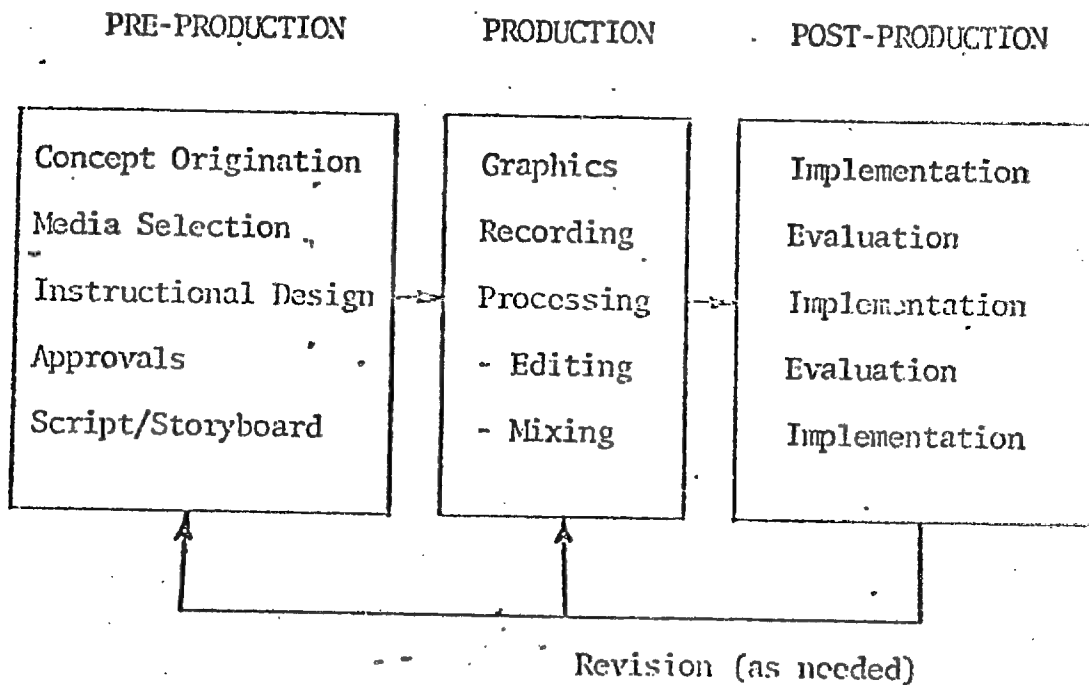 PRE-PRODUCTION
PRODUCTION
POST-PRODUCTION
Concept Origination
Media Selection
Instructional Design
Approvals
Script/Storyboard
Graphics
Recording
Processing
- Editing
- Mixing
Implementation
Evaluation
Implementation
Evaluation
Implementation
Revision (as needed)